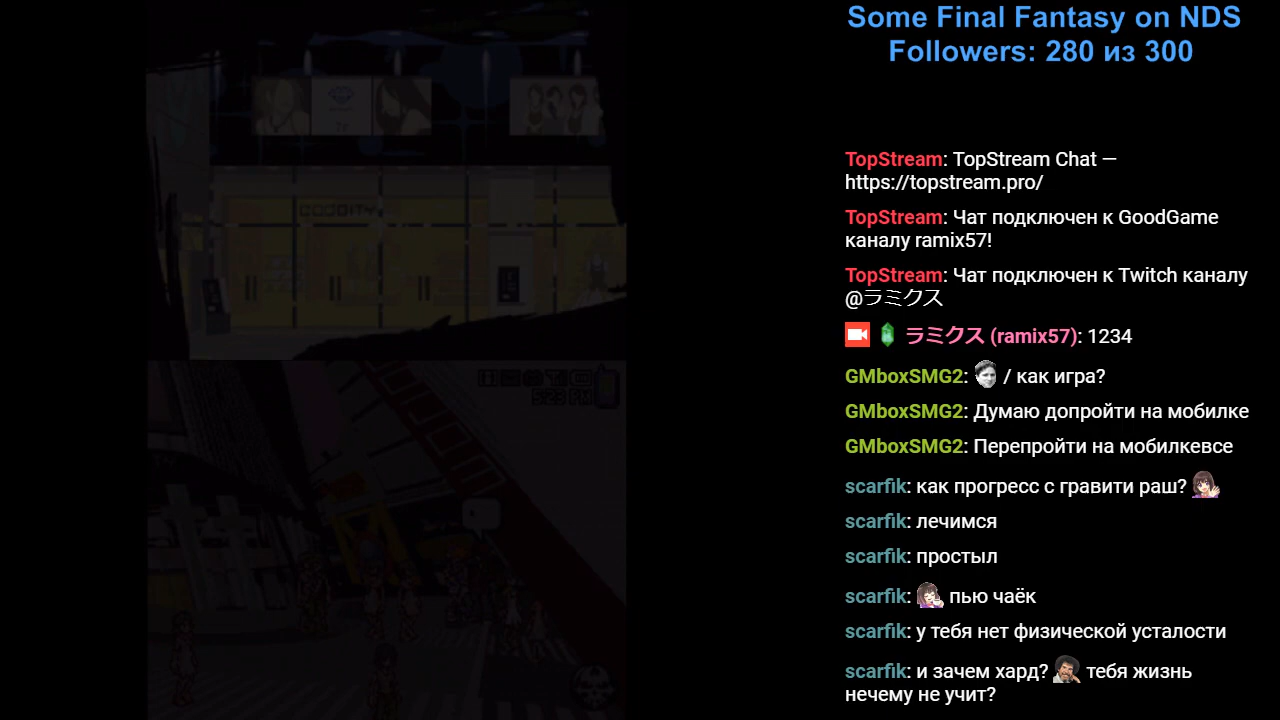 Some Final Fantasy on NDS
Followers: 280 из 300
TopStream: TopStream Chat —
https://topstream.pro/
TopStream: Чат подключен к GoodGame
каналу ramix57!
TopStream: Чат подключен к Twitch каналу
@ラミクス
ラミクス (ramix57): 1234
GMboxSMG2: / как игра?
GMboxSMG2: Думаю допройти на мобилке
GMboxSMG2: Перепройти на мобилкевсе
scarfik: как прогресс с гравити раш?
scarfik: лечимся
scarfik: простыл
scarfik: пью чаёк
scarfik: у тебя нет физической усталости
scarfik: и зачем хард? тебя жизнь
нечему не учит?
5:23 PM